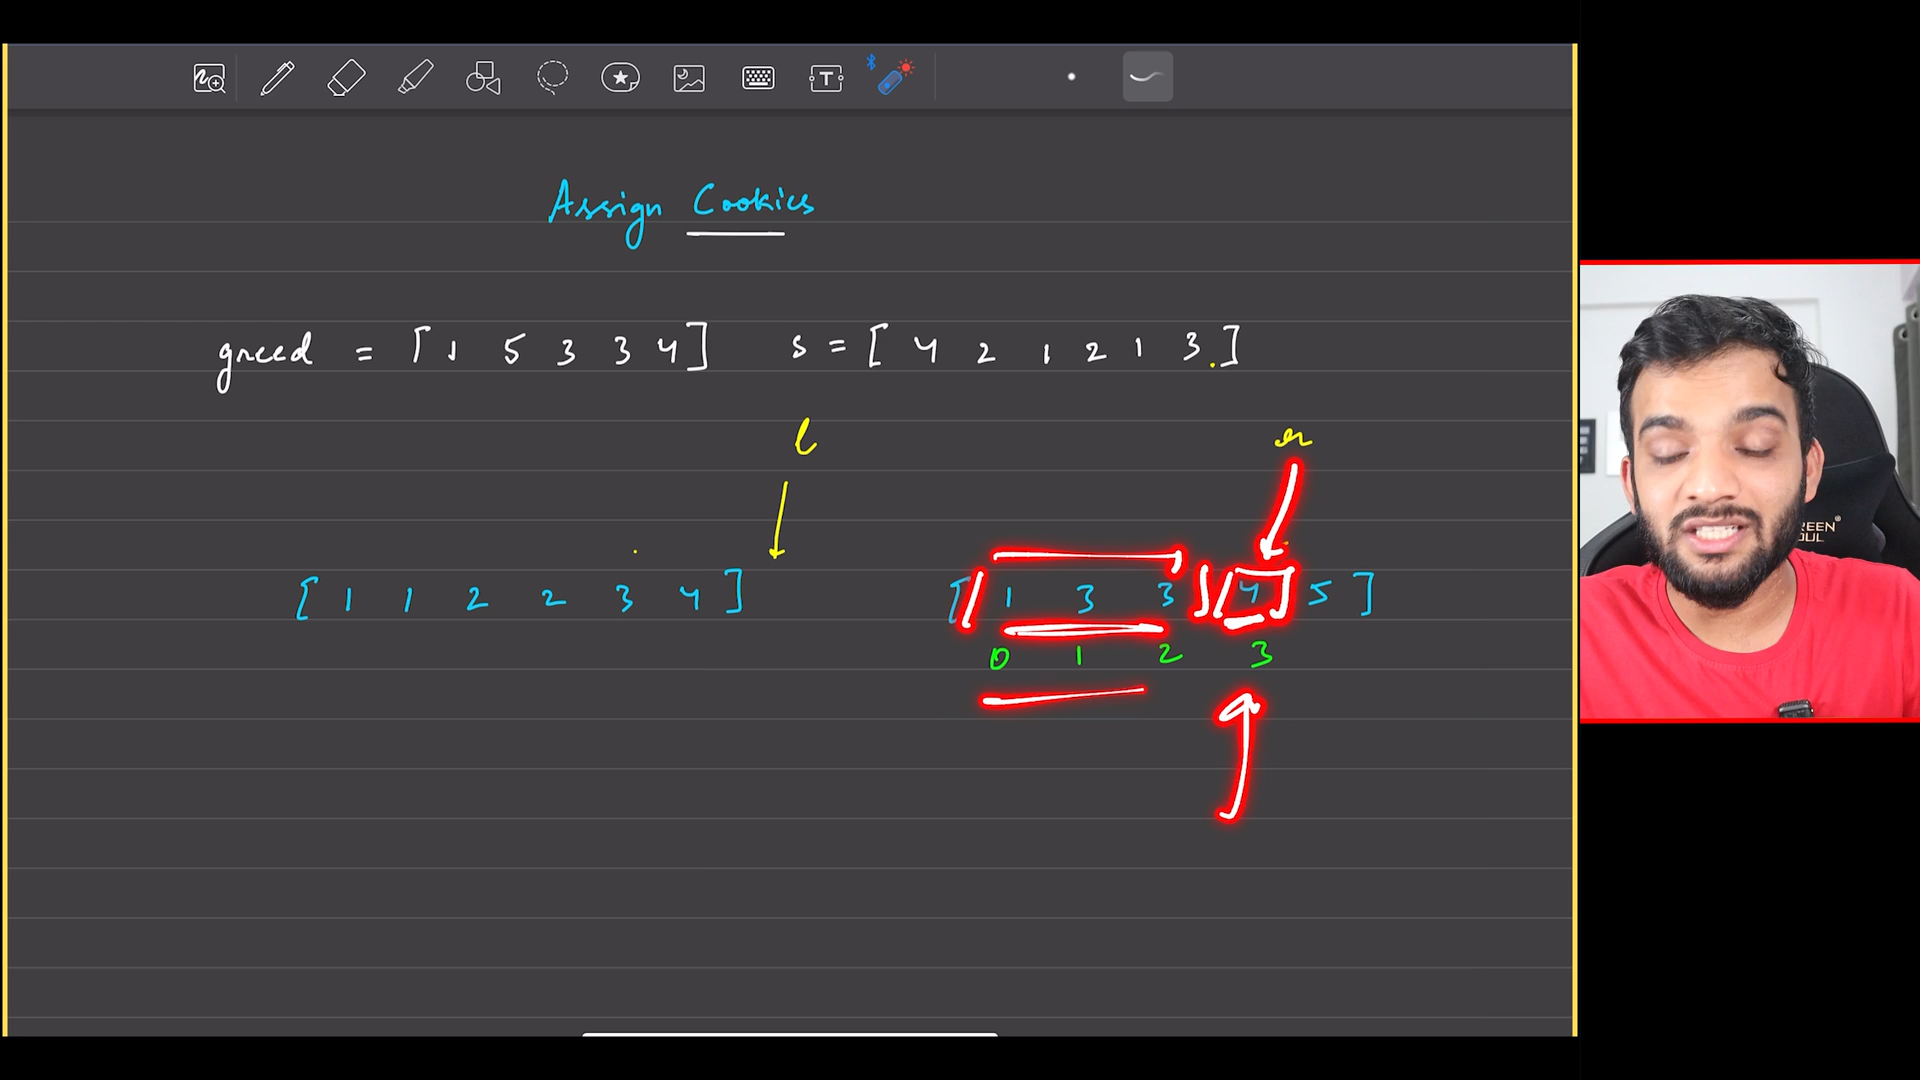 Assign Cookies
greed = [ 1 5 3 3 4 ] s = [ 4 2 1 2 1 3 ]
l r
[ 1 1 2 2 3 4 ] [ 1 3 3 4 5 ]
0 1 2 3